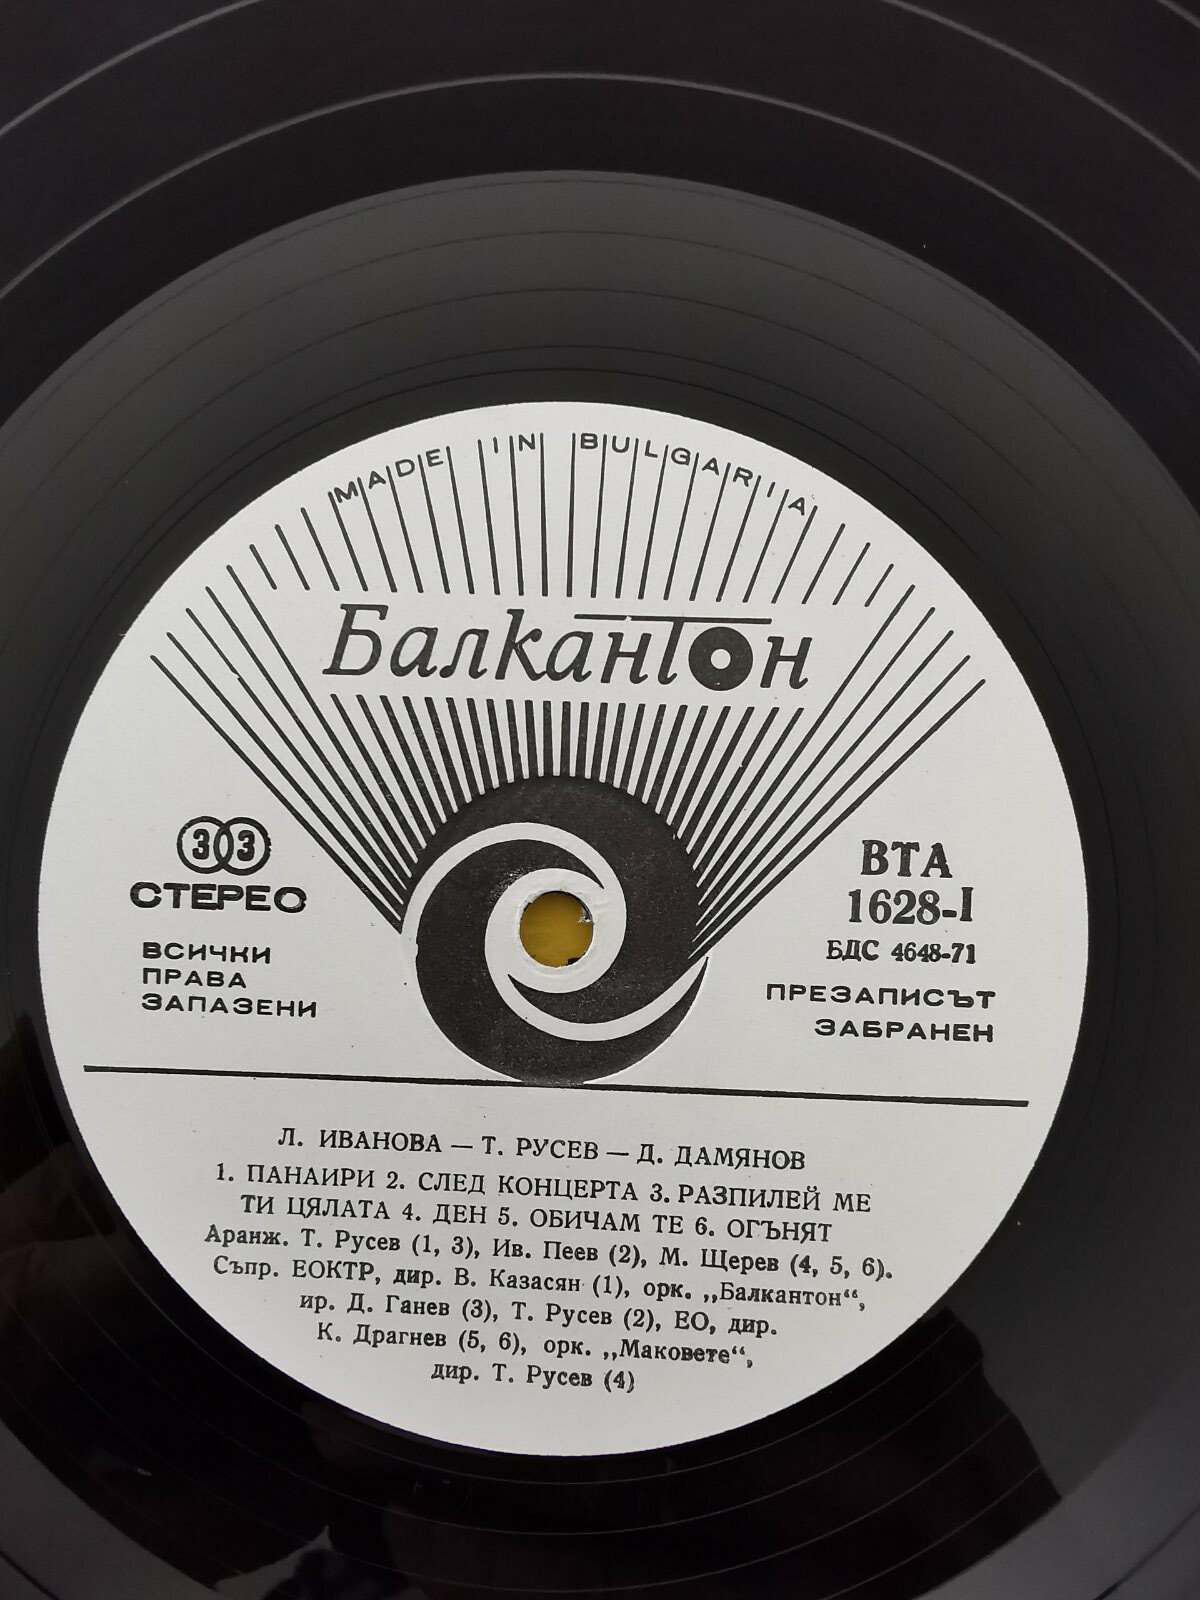 MADE IN BULGARIA
Балкантон
33
СТЕРЕО
ВСИЧКИ
ПРАВА
ЗАПАЗЕНИ
ВТА
1628-I
БДС 4648-71
ПРЕЗАПИСЪТ
ЗАБРАНЕН
Л. ИВАНОВА — Т. РУСЕВ — Д. ДАМЯНОВ
1. ПАНАИРИ 2. СЛЕД КОНЦЕРТА 3. РАЗПИЛЕЙ МЕ
ТИ ЦЯЛАТА 4. ДЕН 5. ОБИЧАМ ТЕ 6. ОГЪНЯТ
Аранж. Т. Русев (1, 3), Ив. Пеев (2), М. Щерев (4, 5, 6).
Съпр. ЕОКТР, дир. В. Казасян (1), орк. „Балкантон“,
ир. Д. Ганев (3), Т. Русев (2), ЕО, дир.
К. Драгнев (5, 6), орк. „Маковете“,
дир. Т. Русев (4)